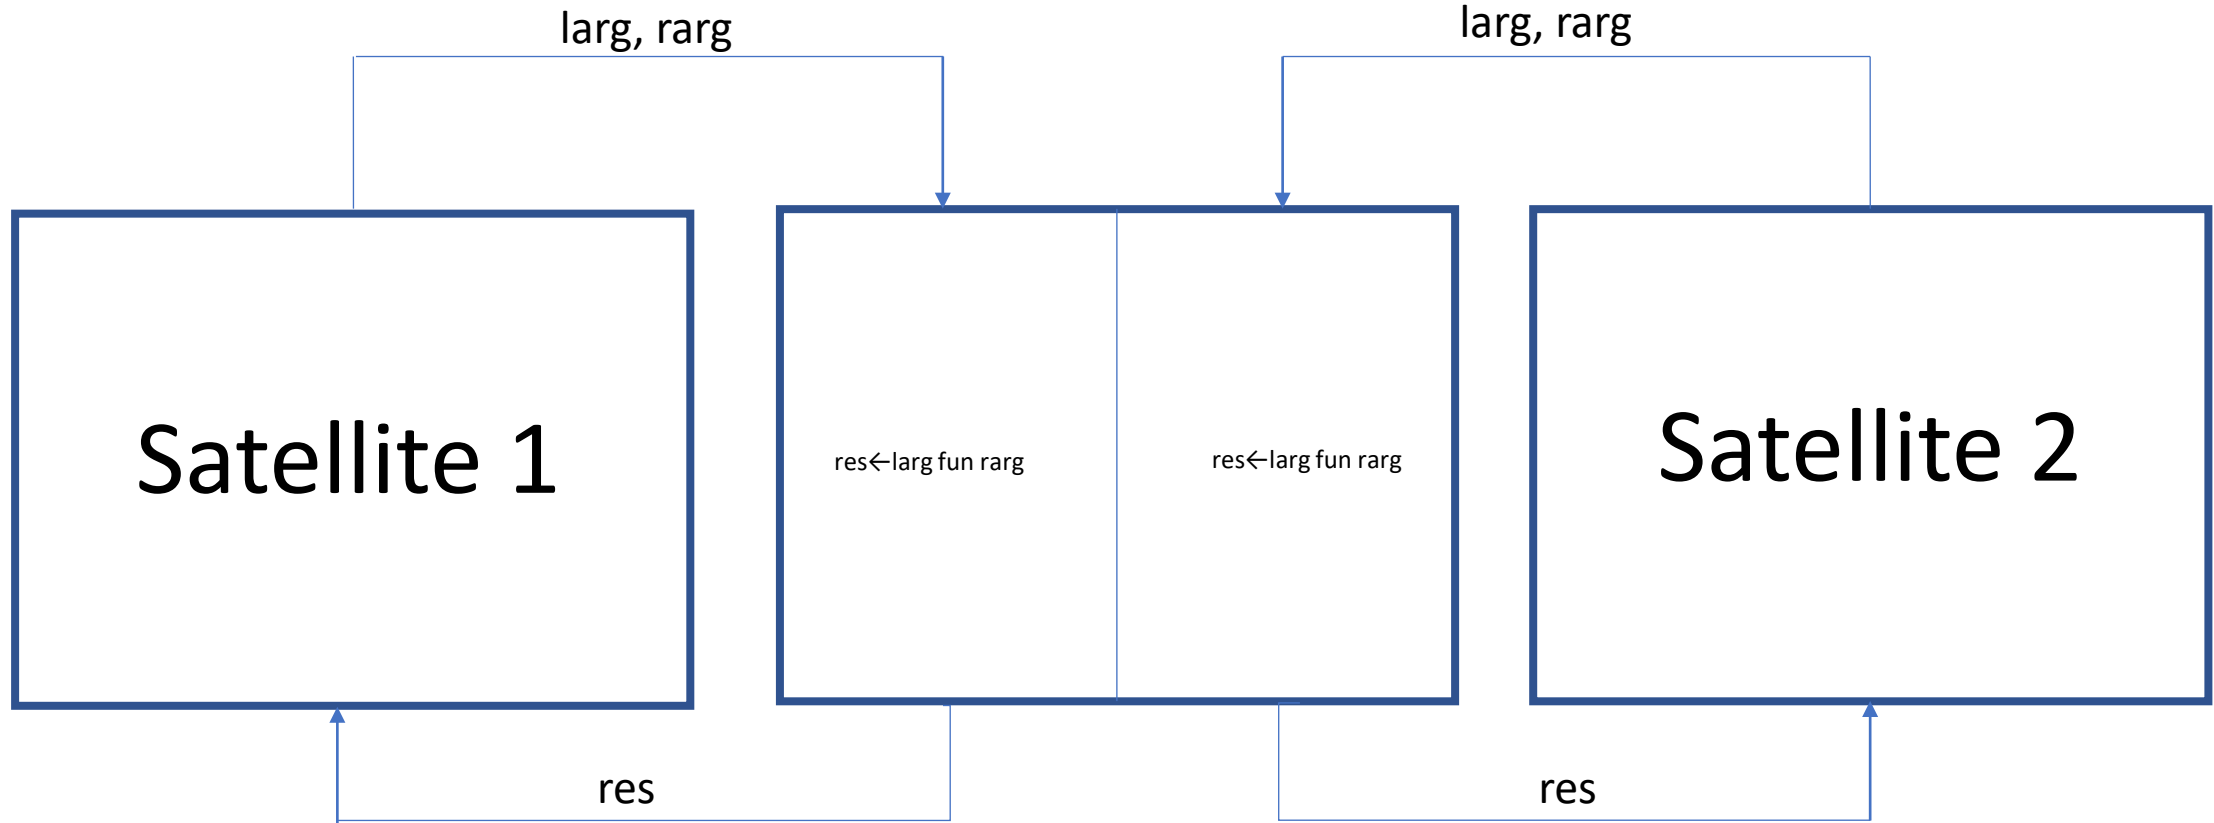 larg, rarg
larg, rarg
Satellite 1
res←larg fun rarg
res←larg fun rarg
Satellite 2
res
res